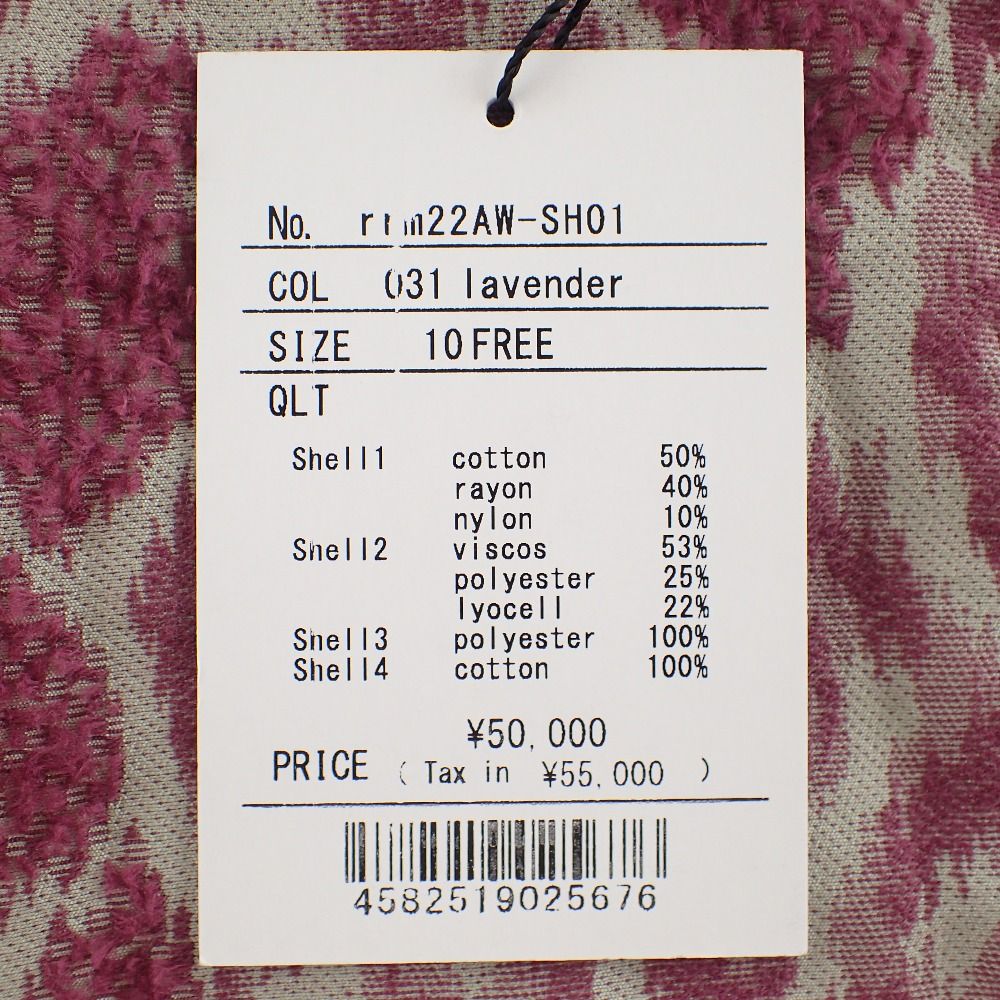 No. rim22AW-SH01
COL 031 lavender
SIZE 10 FREE
QLT
Shell1 cotton 50%
rayon 40%
nylon 10%
Shell2 viscos 53%
polyester 25%
lyocell 22%
Shell3 polyester 100%
Shell4 cotton 100%
¥50,000
PRICE ( Tax in ¥55,000 )
4582519025676